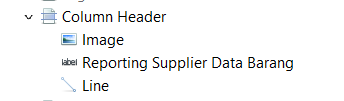 Column Header
Image
label Reporting Supplier Data Barang
Line